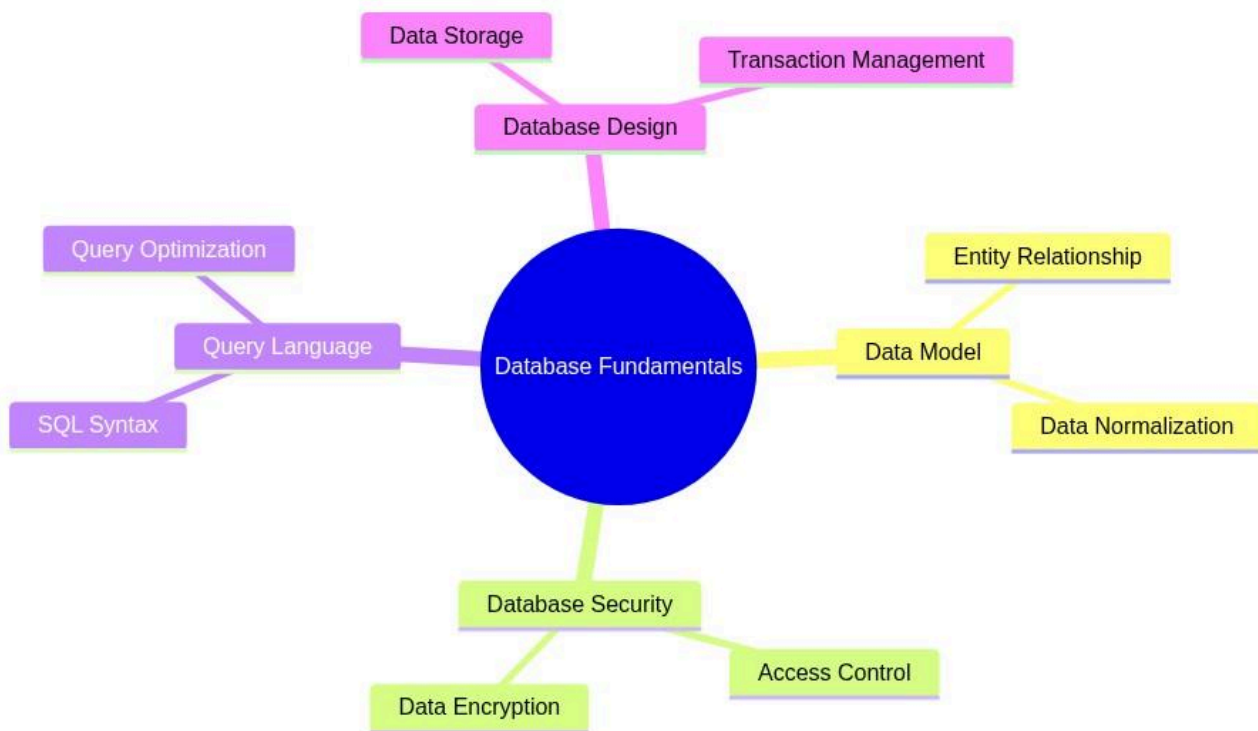 Data Storage
Transaction Management
Database Design
Query Optimization
Entity Relationship
Query Language
Data Model
Database Fundamentals
SQL Syntax
Data Normalization
Database Security
Access Control
Data Encryption